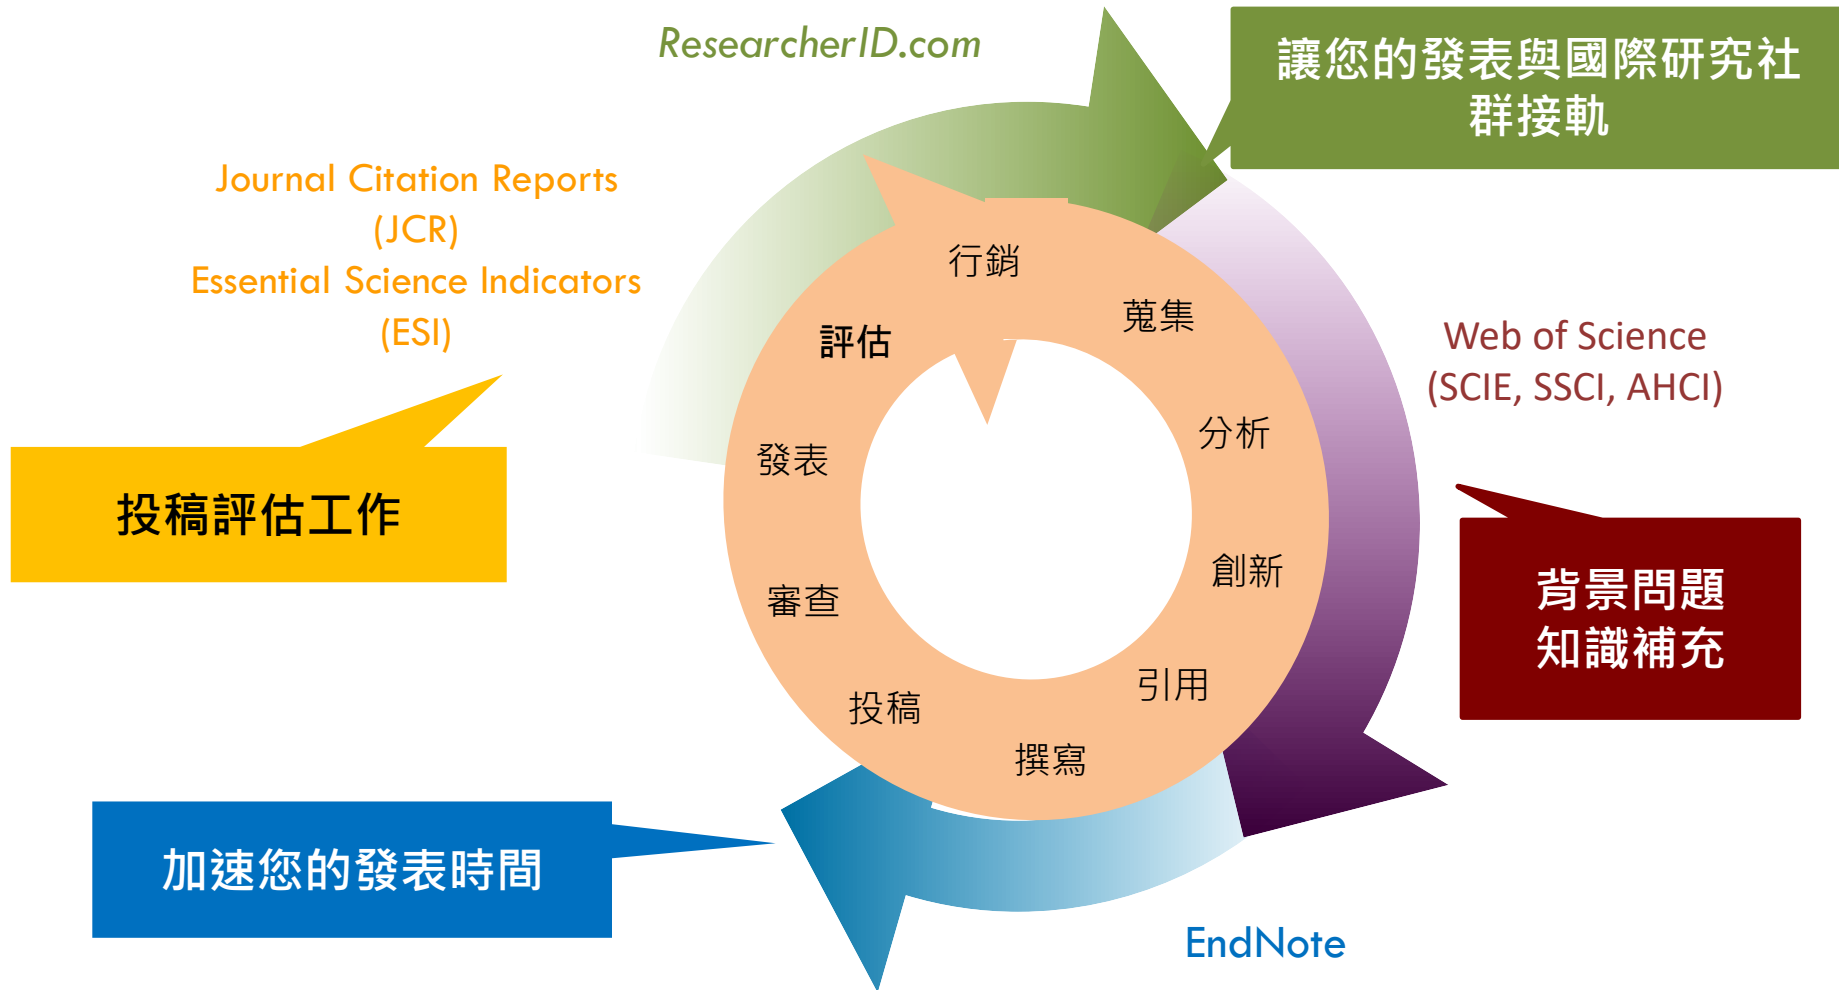 ResearcherID.com
讓您的發表與國際研究社
群接軌
Journal Citation Reports
(JCR)
Essential Science Indicators
(ESI)
投稿評估工作
行銷
蒐集
分析
創新
引用
撰寫
投稿
審查
發表
評估
Web of Science
(SCIE, SSCI, AHCI)
背景問題
知識補充
加速您的發表時間
EndNote